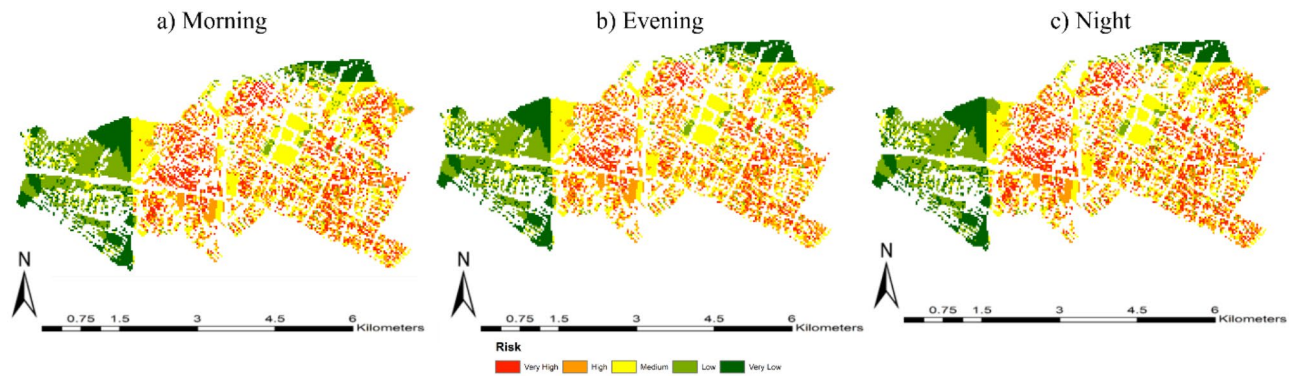 a) Morning
b) Evening
c) Night
N
N
N
0.75 1.5 3 4.5 6
Kilometers
0.75 1.5 3 4.5 6
Kilometers
0.75 1.5 3 4.5 6
Kilometers
Risk
Very High High Medium Low Very Low